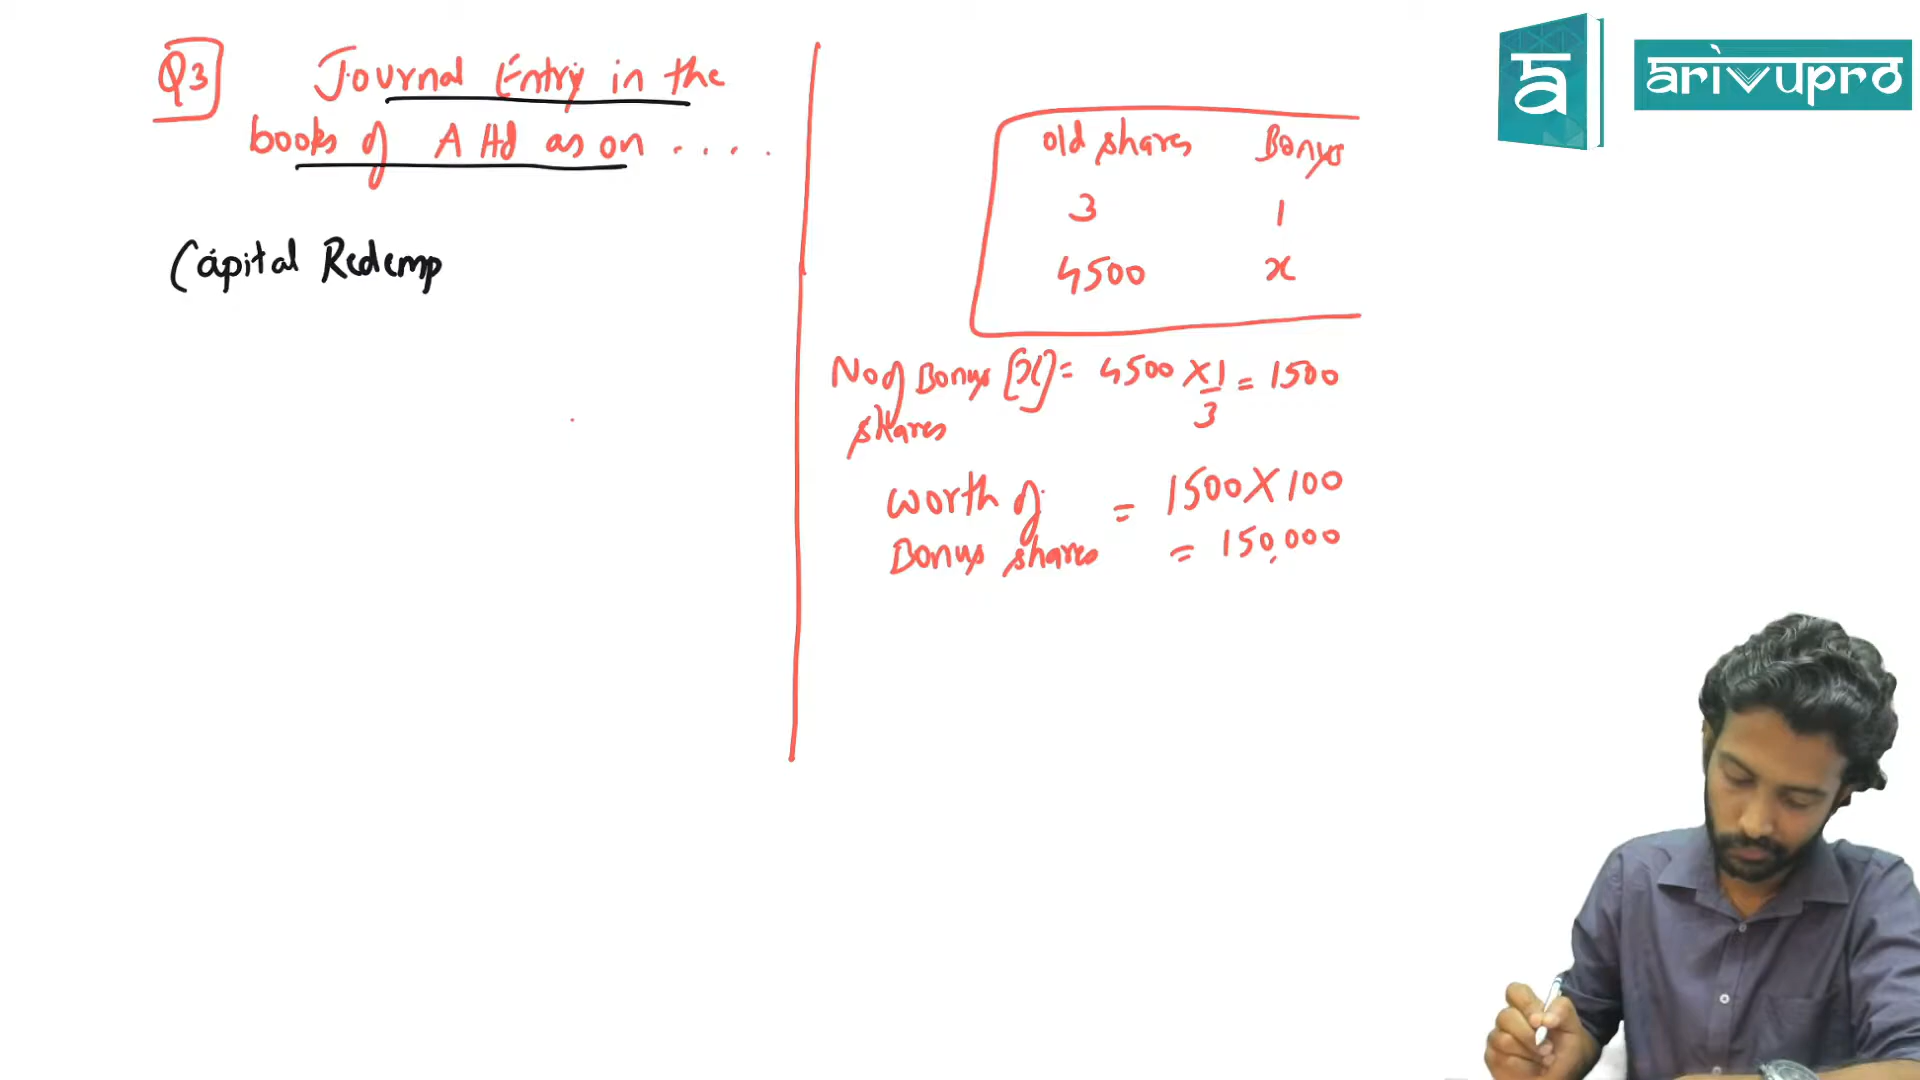 Q3 Journal Entry in the
books of A ltd as on ....
Capital Redemp
old shares Bonus
3 1
4500 x
No of Bonus [x] = 4500 × 1/3 = 1500
shares
worth of = 1500 × 100
Bonus shares = 150,000
a arivupro